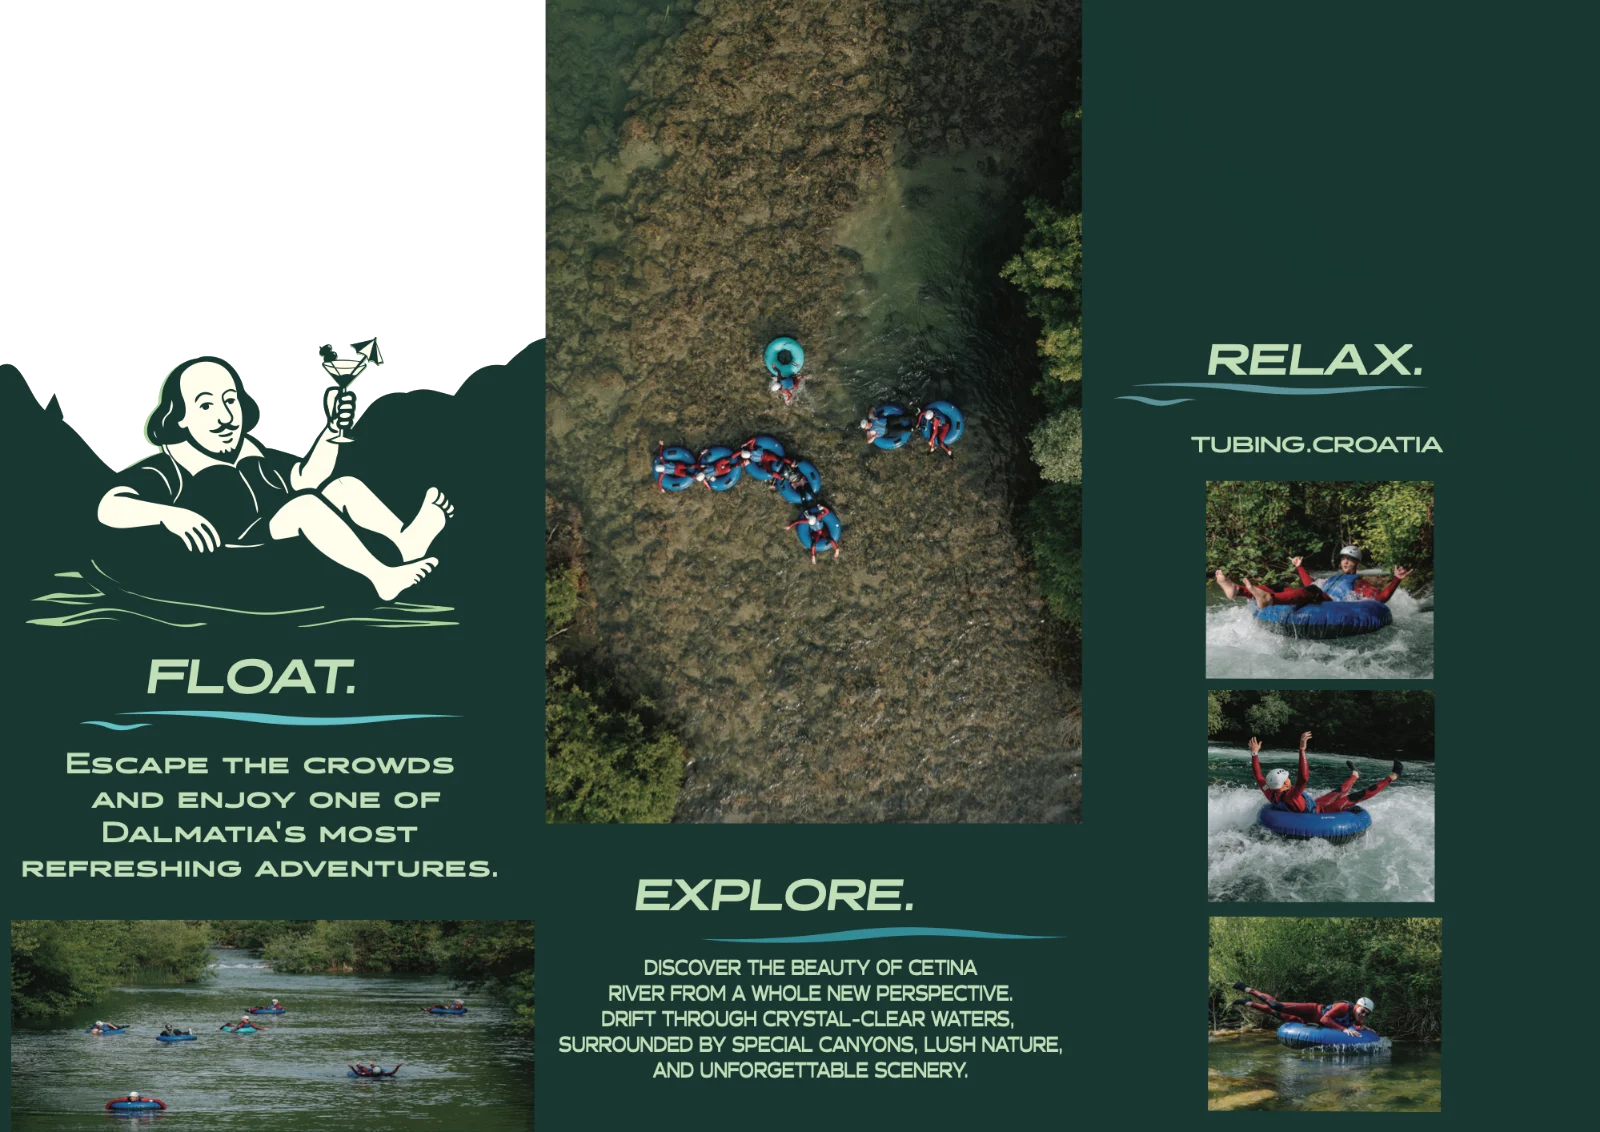 FLOAT.
Escape the crowds
and enjoy one of
Dalmatia's most
refreshing adventures.
EXPLORE.
DISCOVER THE BEAUTY OF CETINA
RIVER FROM A WHOLE NEW PERSPECTIVE.
DRIFT THROUGH CRYSTAL-CLEAR WATERS,
SURROUNDED BY SPECIAL CANYONS, LUSH NATURE,
AND UNFORGETTABLE SCENERY.
RELAX.
TUBING.CROATIA